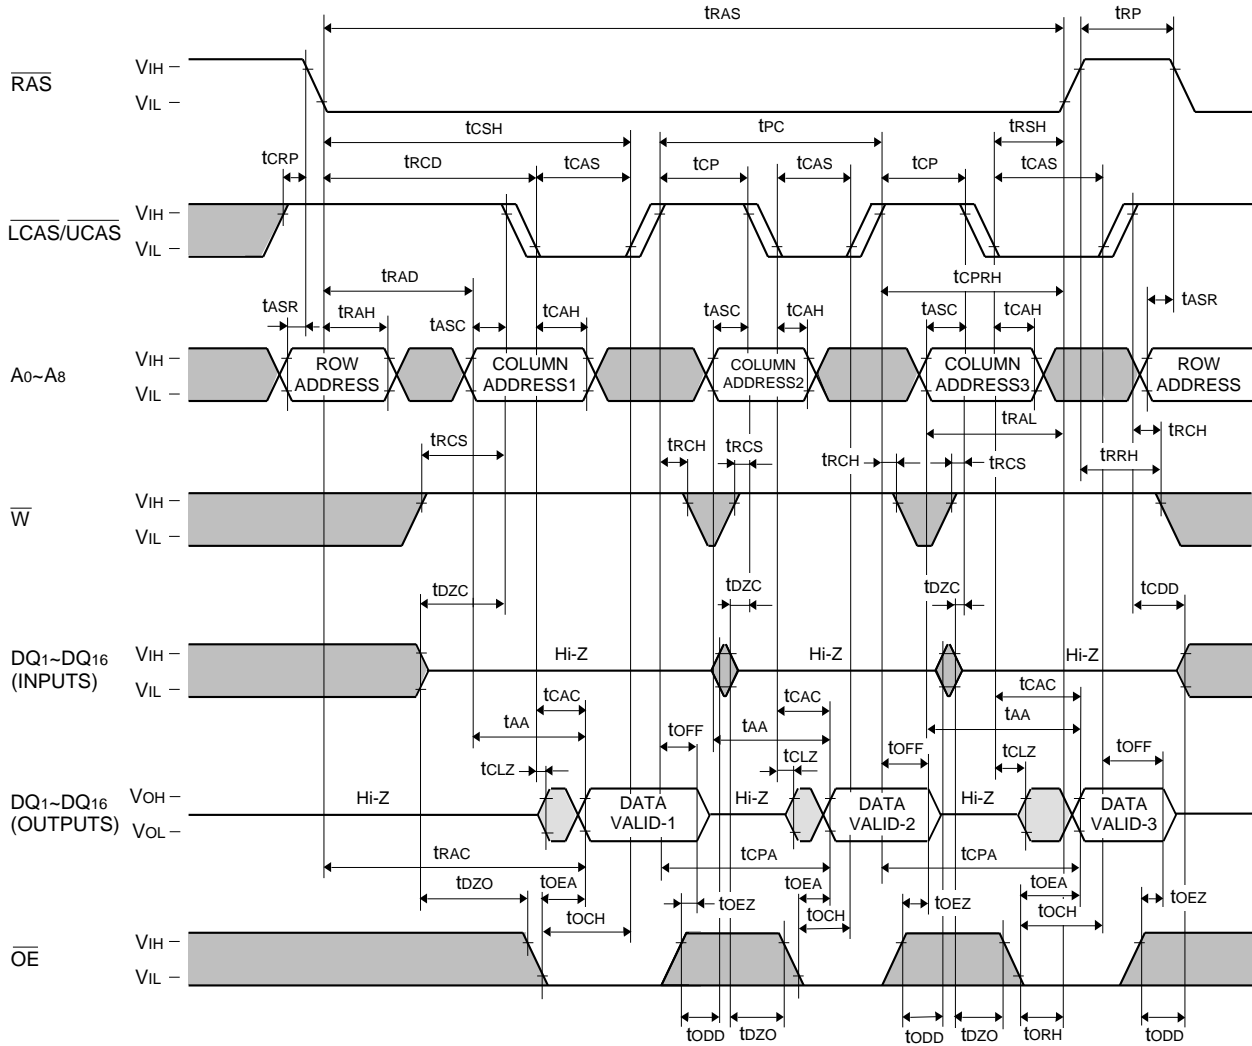 tRAS
tRP
RAS
VIH
VIL
tCSH
tPC
tRSH
tCRP
tRCD
tCAS
tCP
tCAS
tCP
tCAS
LCAS/UCAS
VIH
VIL
tRAD
tCPRH
tASR
tRAH
tASC
tCAH
tASC
tCAH
tASC
tCAH
tASR
A0~A8
VIH
VIL
ROW ADDRESS
COLUMN ADDRESS1
COLUMN ADDRESS2
COLUMN ADDRESS3
ROW ADDRESS
tRAL
tRCS
tRCH
tRCS
tRCH
tRCS
tRCH
tRRH
W
VIH
VIL
tDZC
tDZC
tDZC
tCDD
DQ1~DQ16
(INPUTS)
VIH
VIL
Hi-Z
Hi-Z
Hi-Z
tCAC
tCAC
tCAC
tAA
tAA
tAA
tOFF
tOFF
tOFF
tCLZ
tCLZ
tCLZ
DQ1~DQ16
(OUTPUTS)
VOH
VOL
Hi-Z
DATA VALID-1
Hi-Z
DATA VALID-2
Hi-Z
DATA VALID-3
tRAC
tCPA
tCPA
tDZO
tOEA
tOEZ
tOEA
tOEZ
tOEA
tOEZ
tOCH
tOCH
tOCH
OE
VIH
VIL
tODD
tDZO
tODD
tDZO
tORH
tODD